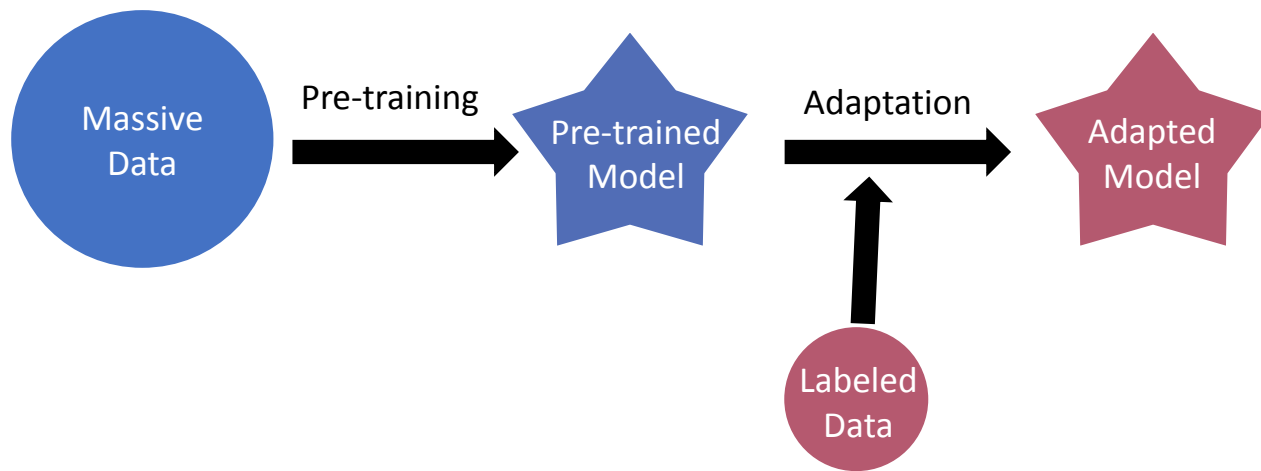 Massive
Data
Pre-training
Pre-trained
Model
Adaptation
Adapted
Model
Labeled
Data